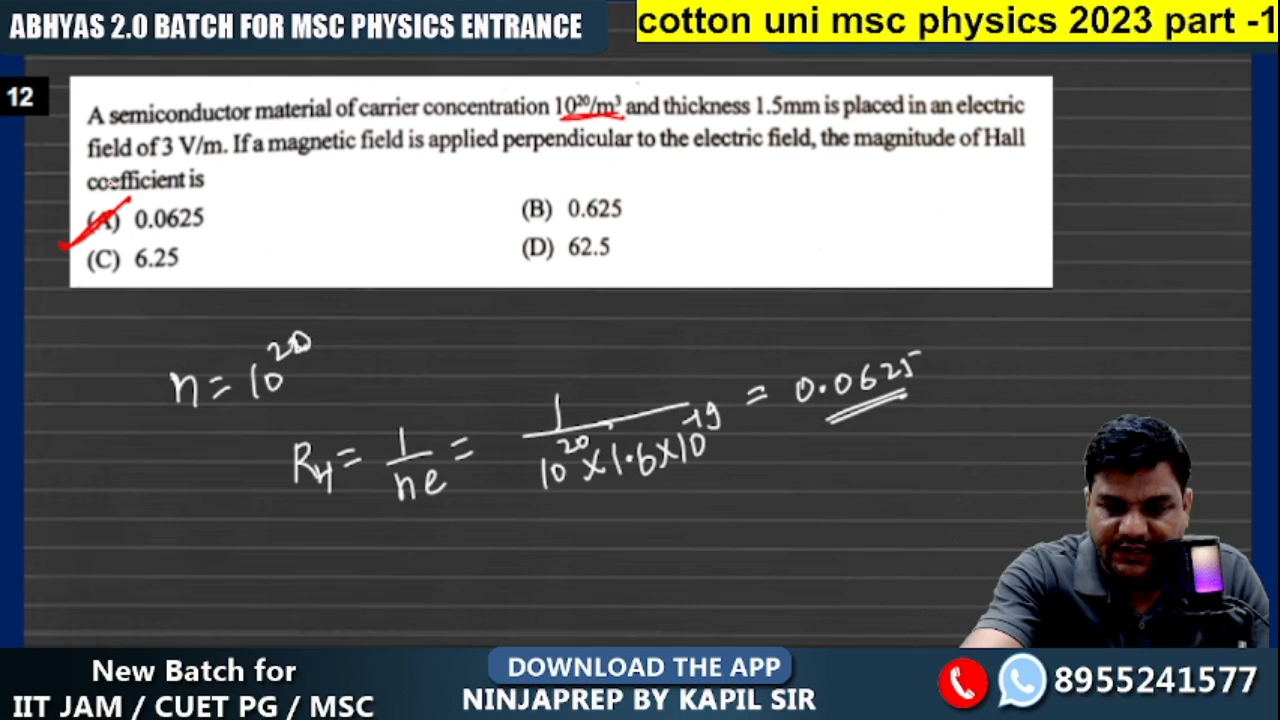 ABHYAS 2.0 BATCH FOR MSC PHYSICS ENTRANCE
cotton uni msc physics 2023 part -1
12
A semiconductor material of carrier concentration 10²⁰/m³ and thickness 1.5mm is placed in an electric
field of 3 V/m. If a magnetic field is applied perpendicular to the electric field, the magnitude of Hall
coefficient is
(A) 0.0625
(B) 0.625
(C) 6.25
(D) 62.5
n = 10²⁰
R_H = 1/ne = 1/(10²⁰ × 1.6 × 10⁻¹⁹) = 0.0625
New Batch for
IIT JAM / CUET PG / MSC
DOWNLOAD THE APP
NINJAPREP BY KAPIL SIR
8955241577